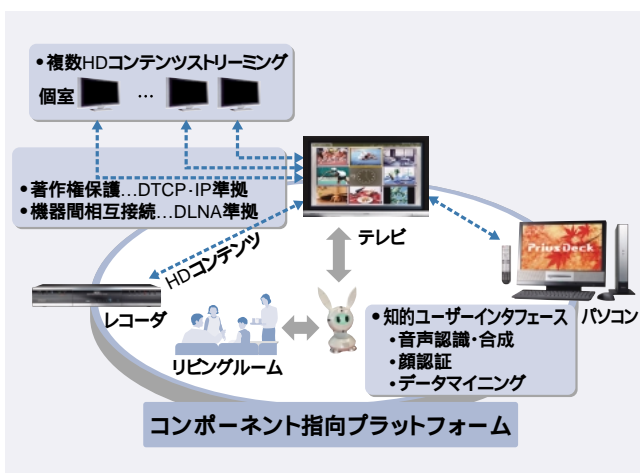 •複数HDコンテンツストリーミング
個室 …
•著作権保護…DTCP-IP準拠
•機器間相互接続…DLNA準拠
HDコンテンツ
テレビ
Prius Deck
レコーダ
リビングルーム
•知的ユーザーインタフェース
•音声認識・合成
•顔認証
•データマイニング
パソコン
コンポーネント指向プラットフォーム